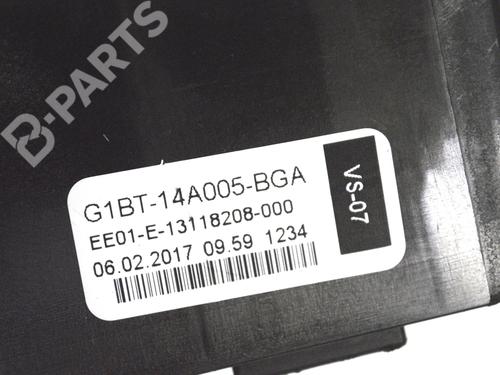 B-PARTS
G1BT-14A005-BGA
EE01-E-13118208-000
06.02.2017 09.59 1234
VS-07